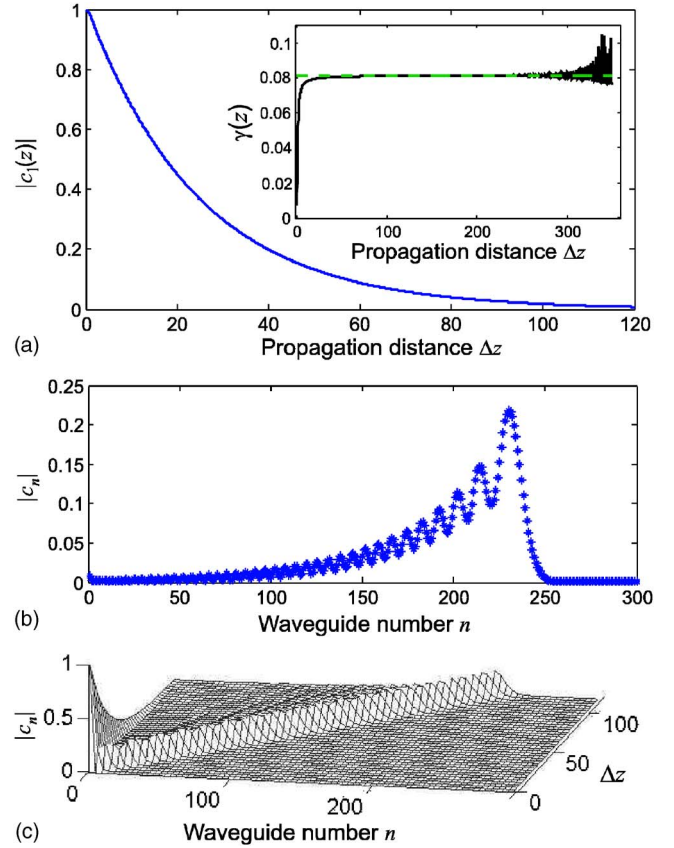 1
0.8
0.6
0.4
0.2
0
|c₁(z)|
0 20 40 60 80 100 120
Propagation distance Δz
0.1
0.08
0.06
0.04
0.02
0
γ(z)
0 100 200 300
Propagation distance Δz
(a)
0.25
0.2
0.15
0.1
0.05
0
|cₙ|
0 50 100 150 200 250 300
Waveguide number n
(b)
1
0.5
0
|cₙ|
0 100 200
Waveguide number n
0 50 100
Δz
(c)